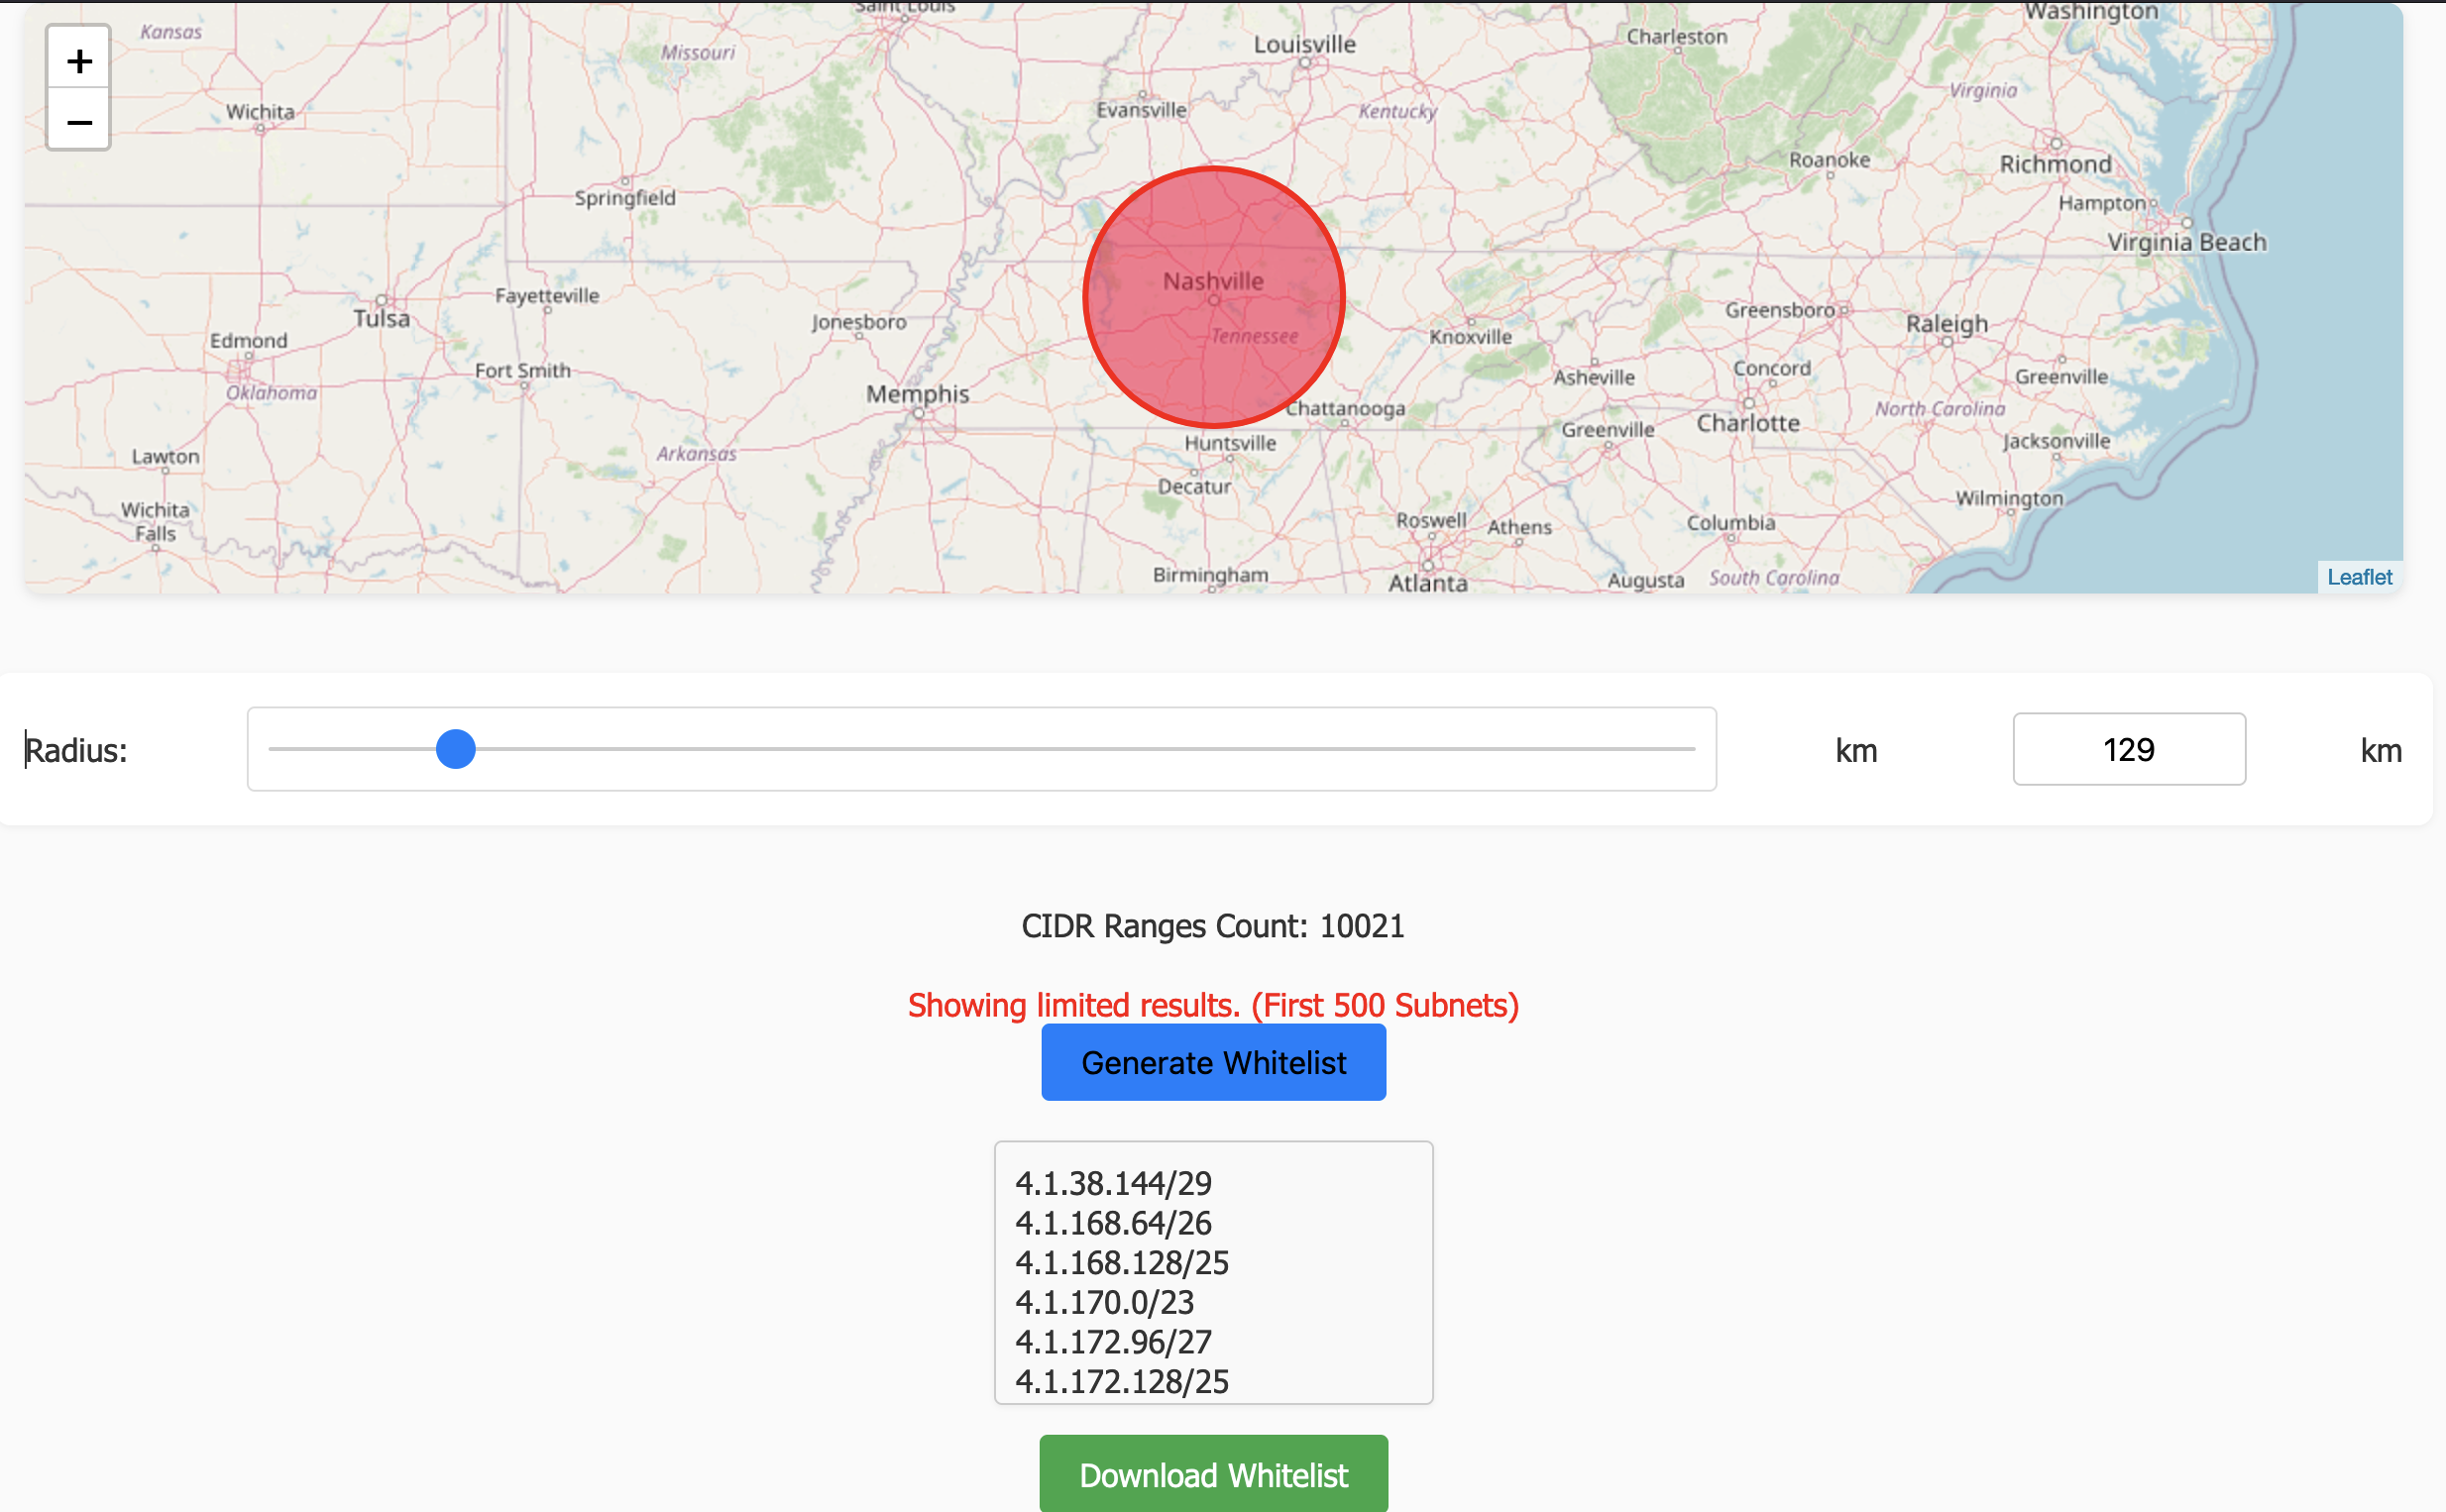 Saint Louis
Washington
Kansas
Missouri
Louisville
Charleston
+
Virginia
Wichita
Evansville
Kentucky
−
Roanoke
Richmond
Springfield
Hampton
Virginia Beach
Nashville
Fayetteville
Tulsa
Jonesboro
Tennessee
Knoxville
Greensboro
Raleigh
Edmond
Fort Smith
Asheville
Concord
Greenville
Oklahoma
Memphis
Chattanooga
Charlotte
North Carolina
Greenville
Huntsville
Jacksonville
Lawton
Arkansas
Decatur
Wilmington
Wichita
Falls
Roswell
Athens
Columbia
Birmingham
Atlanta
Augusta
South Carolina
Leaflet
Radius:
km
129
km
CIDR Ranges Count: 10021
Showing limited results. (First 500 Subnets)
Generate Whitelist
4.1.38.144/29
4.1.168.64/26
4.1.168.128/25
4.1.170.0/23
4.1.172.96/27
4.1.172.128/25
Download Whitelist